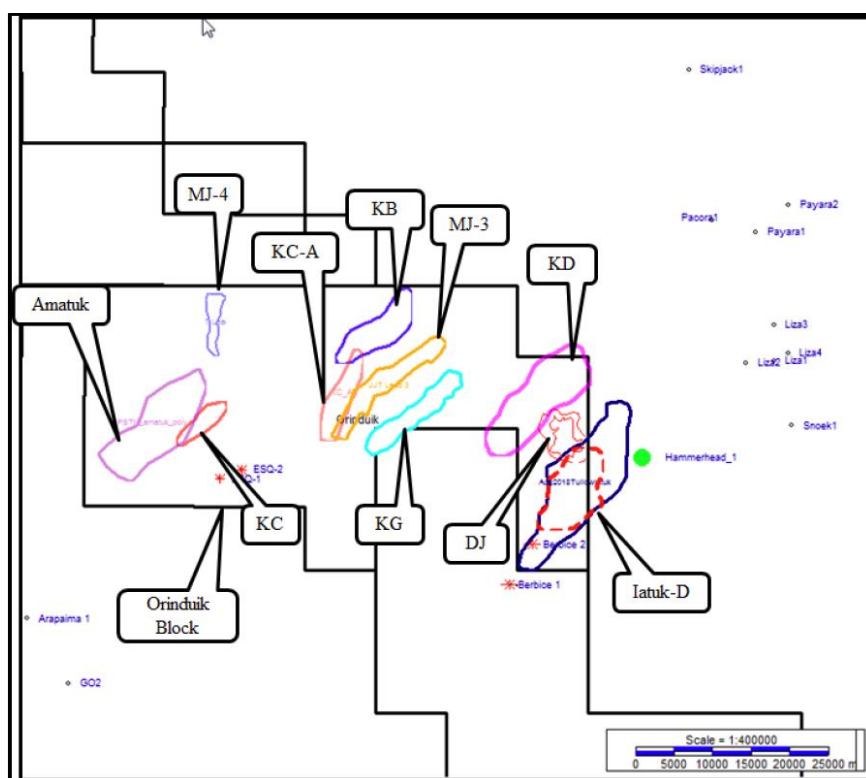 Skipjack1
MJ-4
KB
KC-A
MJ-3
Payara2
Pacora1
Payara1
KD
Amatuk
Liza3
Liza4
Liza2
Liza1
Orinduik
Snoek1
ESQ-2
Hammerhead_1
KC
KG
DJ
Berbice 2
Berbice 1
Iatuk-D
Orinduik
Block
Arapaima 1
GO2
Scale = 1:400000
0 5000 10000 15000 20000 25000 m